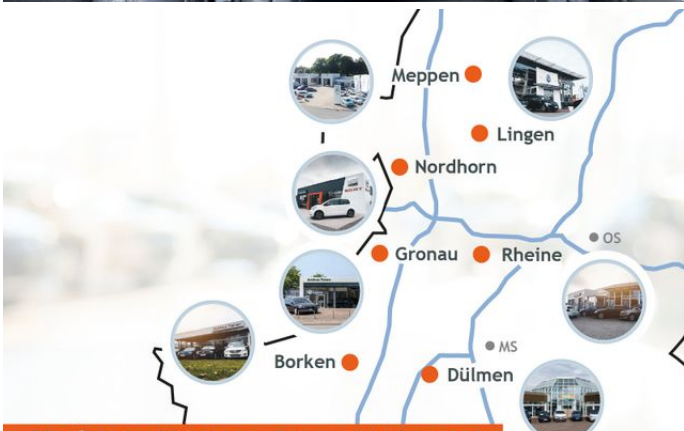 Meppen
Lingen
Nordhorn
OS
Gronau
Rheine
MS
Borken
Dülmen